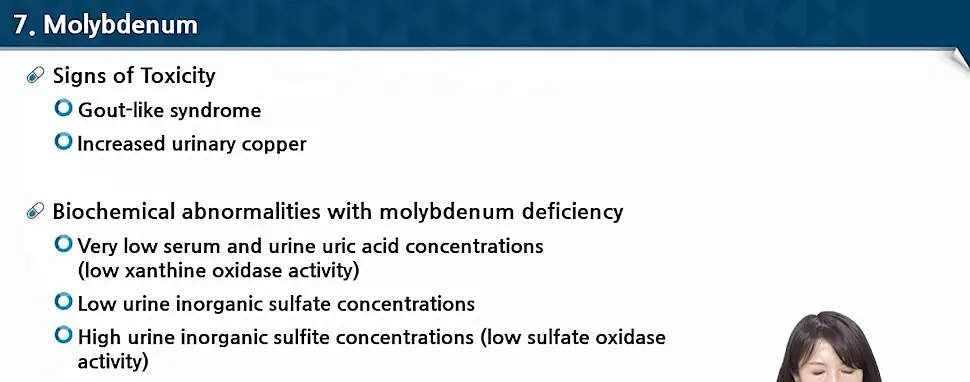 7. Molybdenum
Signs of Toxicity
Gout-like syndrome
Increased urinary copper
Biochemical abnormalities with molybdenum deficiency
Very low serum and urine uric acid concentrations
(low xanthine oxidase activity)
Low urine inorganic sulfate concentrations
High urine inorganic sulfite concentrations (low sulfate oxidase
activity)